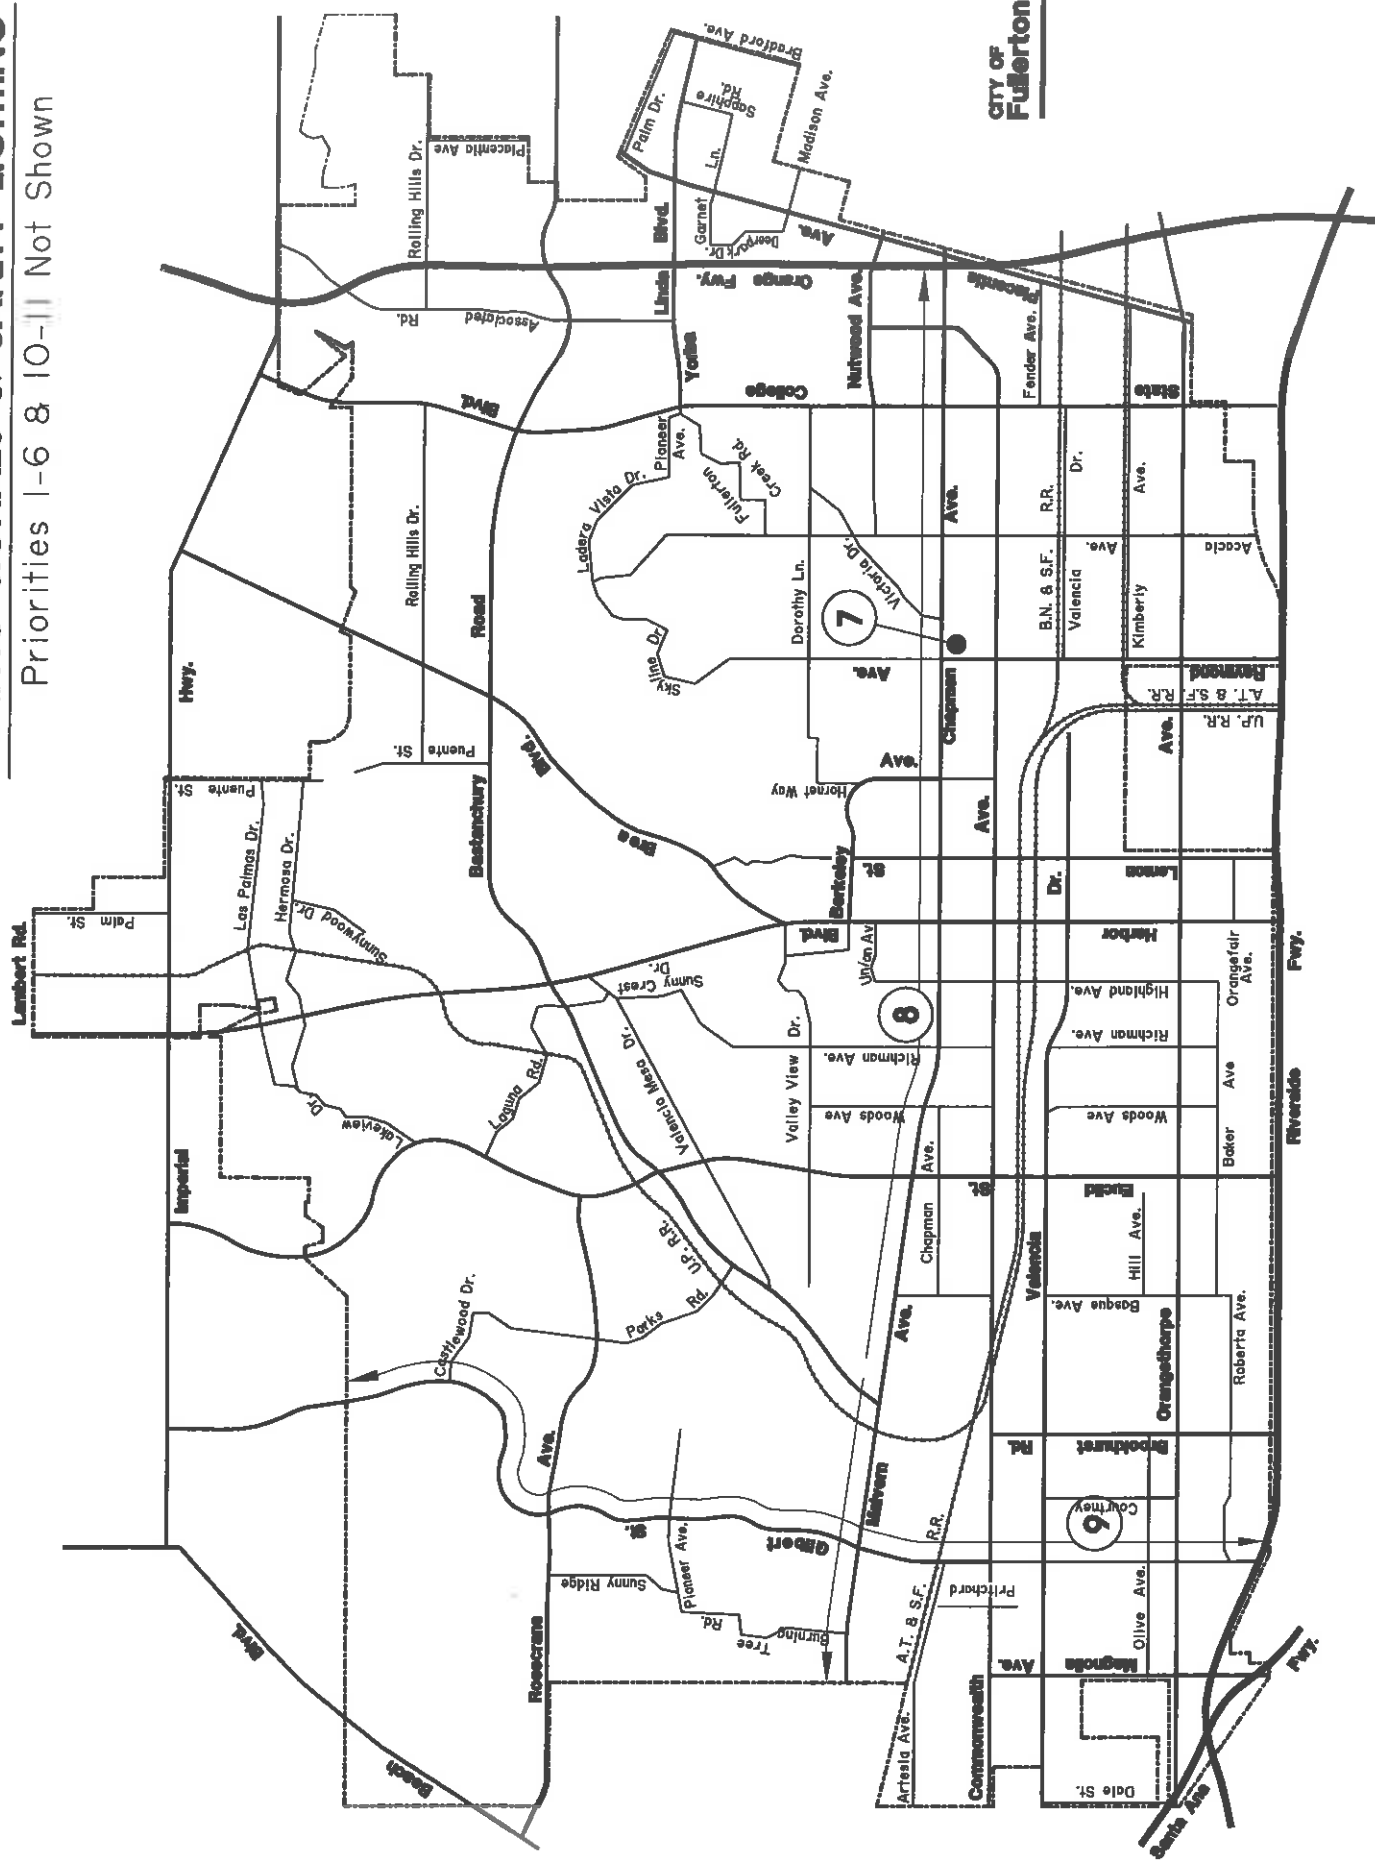 Priorities 1-6 & 10-11 Not Shown
CITY OF
Fullerton
Lambert Rd.
Palm St.
Imperial
Hwy.
Puente St.
Las Palmas Dr.
Hermosa Dr.
Sunnywood Dr.
Lakeview Dr
Puente St.
Rolling Hills Dr.
Rolling Hills Dr.
Placentia Ave
Associated Rd.
Bastanchury
Road
Brea
Blvd.
Blvd.
College
State
Yorba
Linda
Blvd.
Palm Dr.
Bradford Ave.
Sapphire Rd.
Garnet Ln.
Deerpark Dr.
Madison Ave.
Placentia
Ave.
Orange Fwy.
Nutwood Ave.
Pioneer Ave.
Ladera Vista Dr.
Fullerton Creek Rd.
Skyline Dr
Dorothy Ln.
Victoria Dr.
7
Raymond
Ave.
Chapman
Ave.
Fender Ave.
B.N. & S.F. R.R.
Valencia Dr.
Kimberly Ave.
Acacia Ave.
A.T. & S.F. R.R.
U.P. R.R.
Hornet Way
Berkeley
Ave.
Lemon
St.
Harbor
Blvd.
Union Av
8
Highland Ave.
Richman Ave.
Richman Ave.
Woods Ave
Woods Ave
Valley View Dr.
Sunny Crest Dr.
Valencia Mesa Dr.
Laguna Rd.
Euclid
St.
Chapman Ave.
Orangefair Ave.
Baker Ave
Hill Ave.
Basque Ave.
Roberta Ave.
Riverside
Fwy.
Valencia
Dr.
Orangethorpe
Ave.
Commonwealth
Ave.
Malvern
Ave.
U.P. R.R.
Parks Rd.
Castlewood Dr.
Rosecrans
Ave.
Beach
Blvd.
Gilbert
St.
Pioneer Ave.
Sunny Ridge
Burning Tree Rd.
Brookhurst
Rd.
Courtney
9
A.T. & S.F. R.R.
Pritchard
Artesia Ave.
Magnolia
Ave.
Olive Ave.
Dale St.
Santa Ana
Fwy.